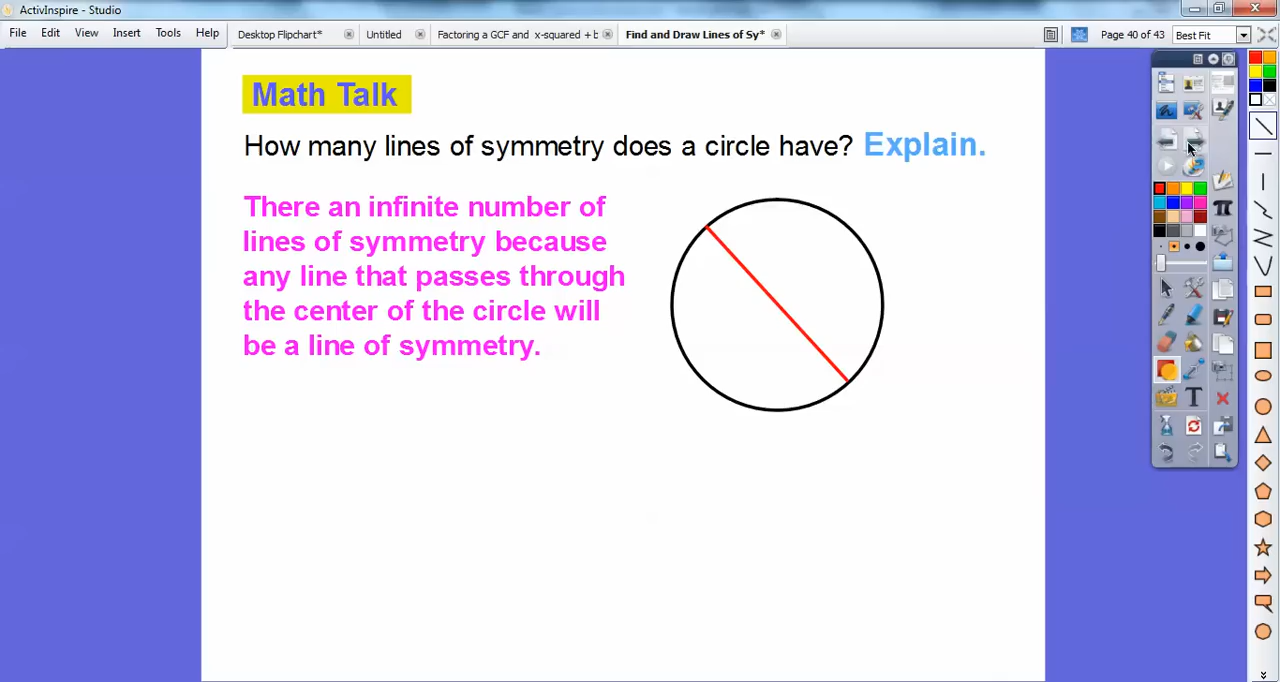 ActivInspire - Studio
File Edit View Insert Tools Help Desktop Flipchart* Untitled Factoring a GCF and x-squared + b Find and Draw Lines of Sy* Page 40 of 43 Best Fit
Math Talk
How many lines of symmetry does a circle have? Explain.
There an infinite number of
lines of symmetry because
any line that passes through
the center of the circle will
be a line of symmetry.